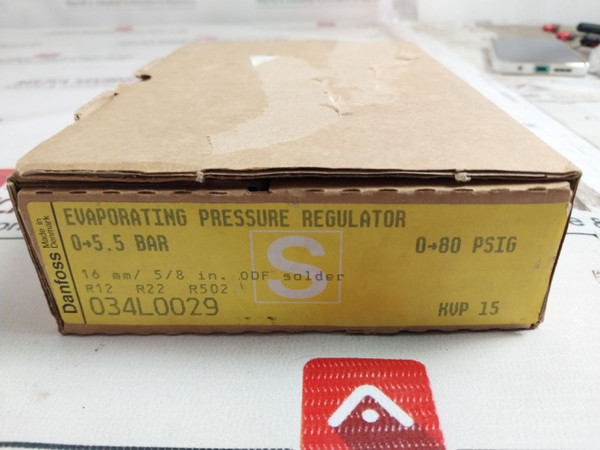 EVAPORATING PRESSURE REGULATOR
0→5.5 BAR 0→80 PSIG
16 mm/ 5/8 in. ODF solder
R12 R22 R502
034L0029 KVP 15
S
Danfoss
Made in
Denmark